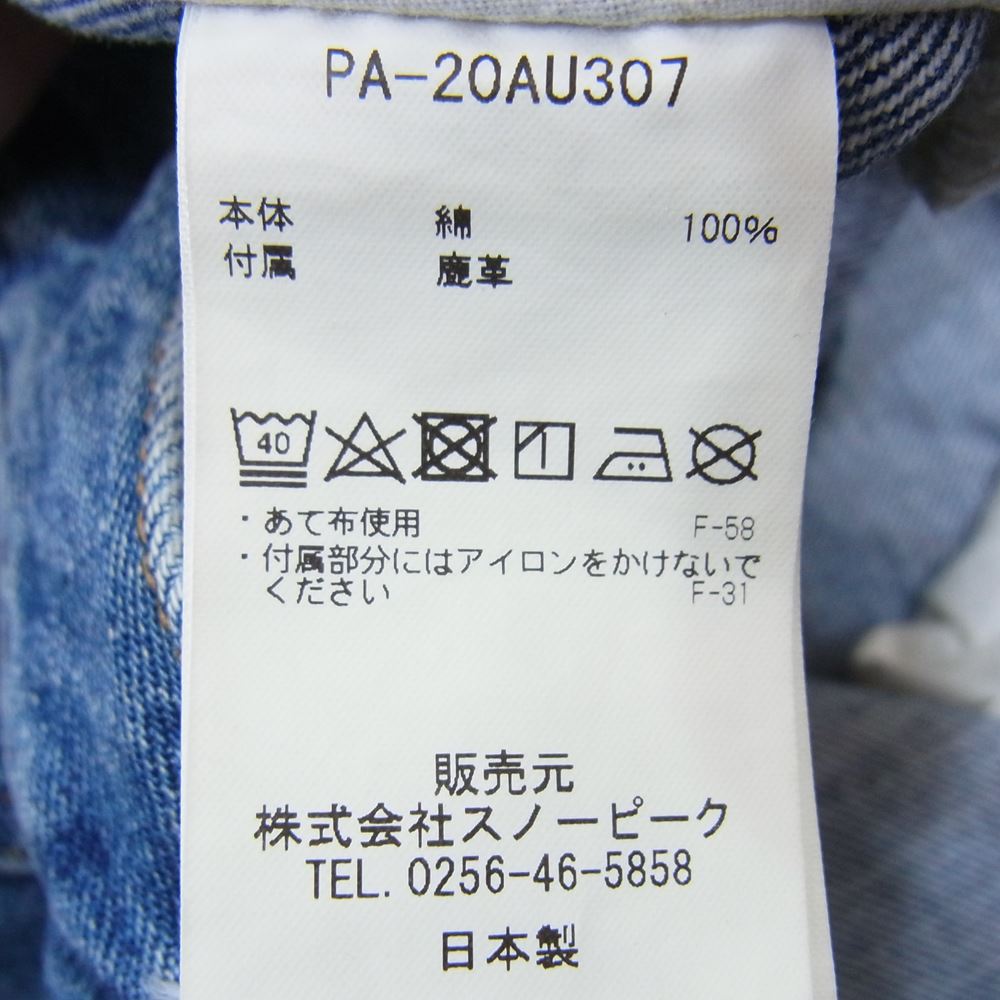 PA-20AU307
本体 綿 100%
付属 鹿革
40
・あて布使用 F-58
・付属部分にはアイロンをかけないで
ください F-31
販売元
株式会社スノーピーク
TEL. 0256-46-5858
日本製